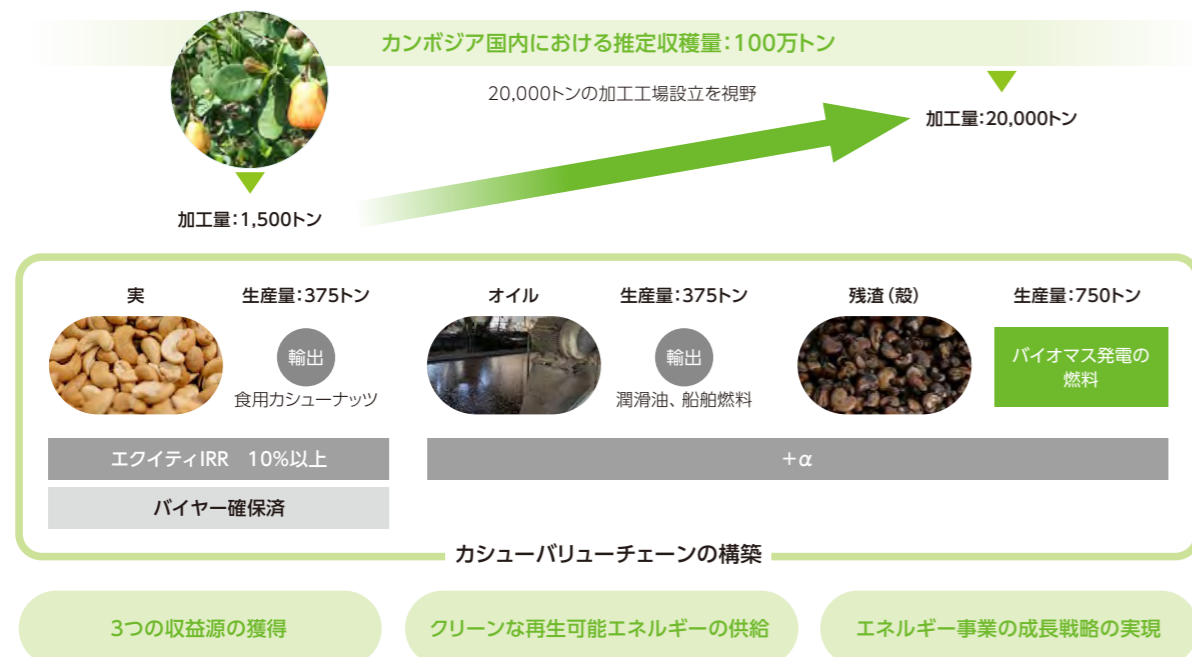 カンボジア国内における推定収穫量：100万トン
20,000トンの加工工場設立を視野
加工量：20,000トン
加工量：1,500トン
実
生産量：375トン
輸出
食用カシューナッツ
オイル
生産量：375トン
輸出
潤滑油、船舶燃料
残渣（殻）
生産量：750トン
バイオマス発電の
燃料
エクイティIRR　10%以上
バイヤー確保済
＋α
カシューバリューチェーンの構築
3つの収益源の獲得
クリーンな再生可能エネルギーの供給
エネルギー事業の成長戦略の実現